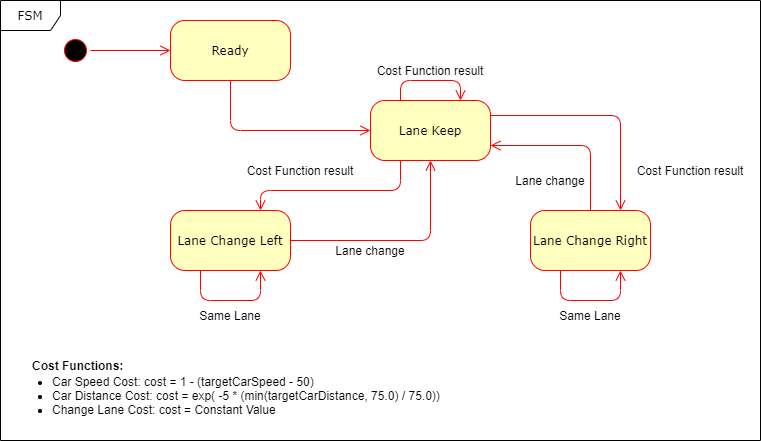 FSM
Ready
Cost Function result
Lane Keep
Cost Function result
Lane change
Cost Function result
Lane Change Left
Lane change
Lane Change Right
Same Lane
Same Lane
Cost Functions:
• Car Speed Cost: cost = 1 - (targetCarSpeed - 50)
• Car Distance Cost: cost = exp( -5 * (min(targetCarDistance, 75.0) / 75.0))
• Change Lane Cost: cost = Constant Value